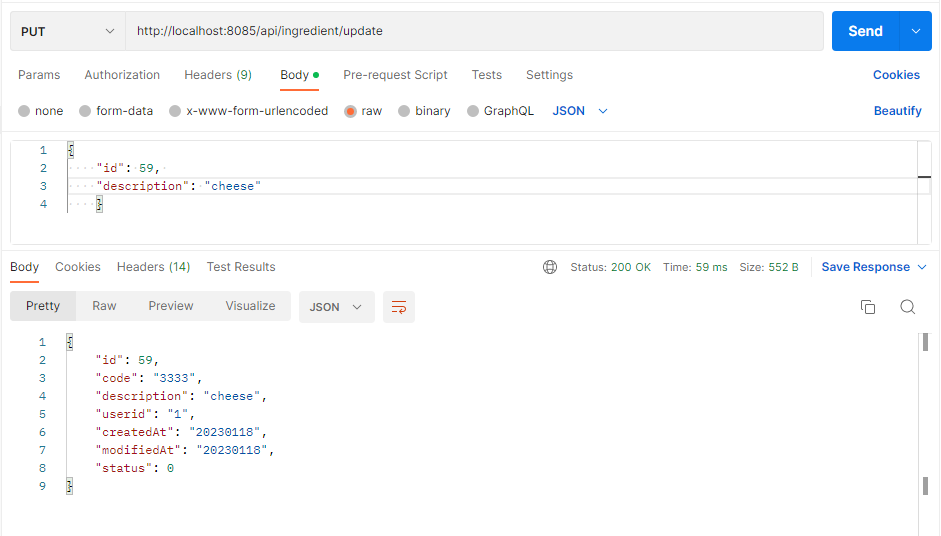 PUT http://localhost:8085/api/ingredient/update Send
Params Authorization Headers (9) Body Pre-request Script Tests Settings Cookies
none form-data x-www-form-urlencoded raw binary GraphQL JSON Beautify
1 {
2 "id": 59,
3 "description": "cheese"
4 }
Body Cookies Headers (14) Test Results Status: 200 OK Time: 59 ms Size: 552 B Save Response
Pretty Raw Preview Visualize JSON
1 {
2 "id": 59,
3 "code": "3333",
4 "description": "cheese",
5 "userid": "1",
6 "createdAt": "20230118",
7 "modifiedAt": "20230118",
8 "status": 0
9 }